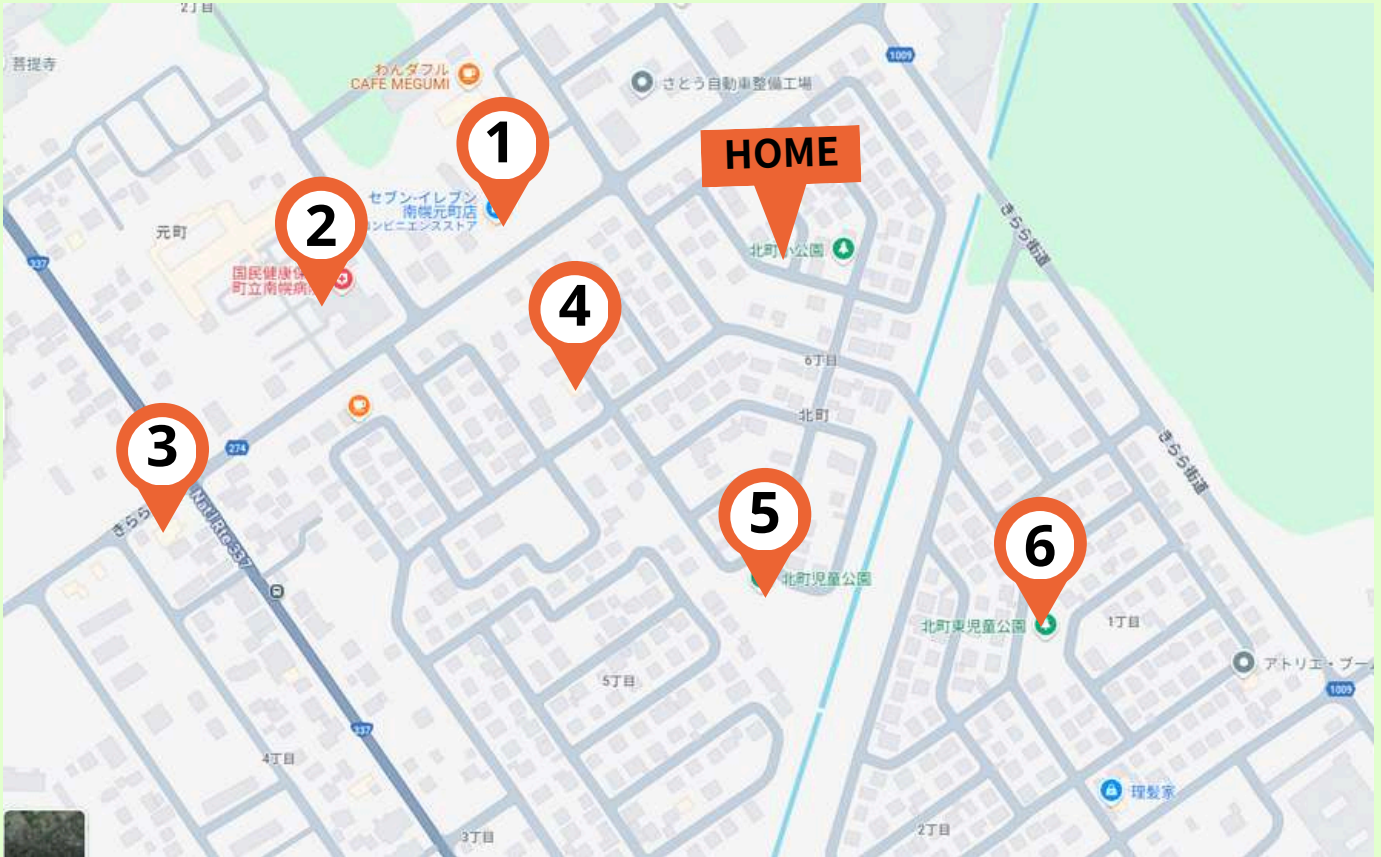 2丁目
菩提寺
わんダフル
CAFE MEGUMI
さとう自動車整備工場
1009
1
HOME
セブン-イレブン
南幌元町店
ンビニエンスストア
2
元町
北町小公園
きらら街道
337
国民健康保
町立南幌病
4
6丁目
北町
3
274
きらら街道
きらら
Nat'l Rte 337
5
6
北町児童公園
北町東児童公園
1丁目
アトリエ・ブー
5丁目
1009
337
4丁目
理髪家
3丁目
2丁目